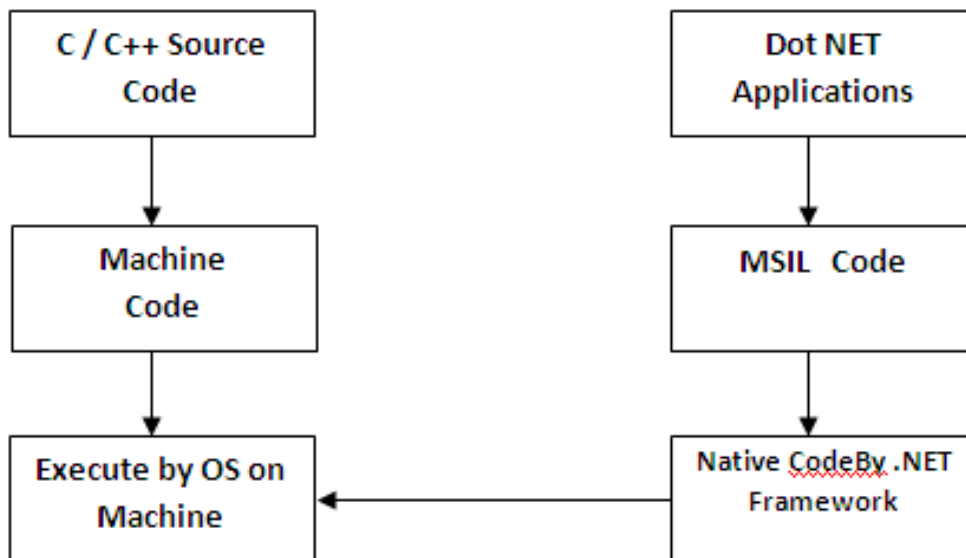 C / C++ Source
Code
Dot NET
Applications
Machine
Code
MSIL Code
Execute by OS on
Machine
Native CodeBy .NET
Framework